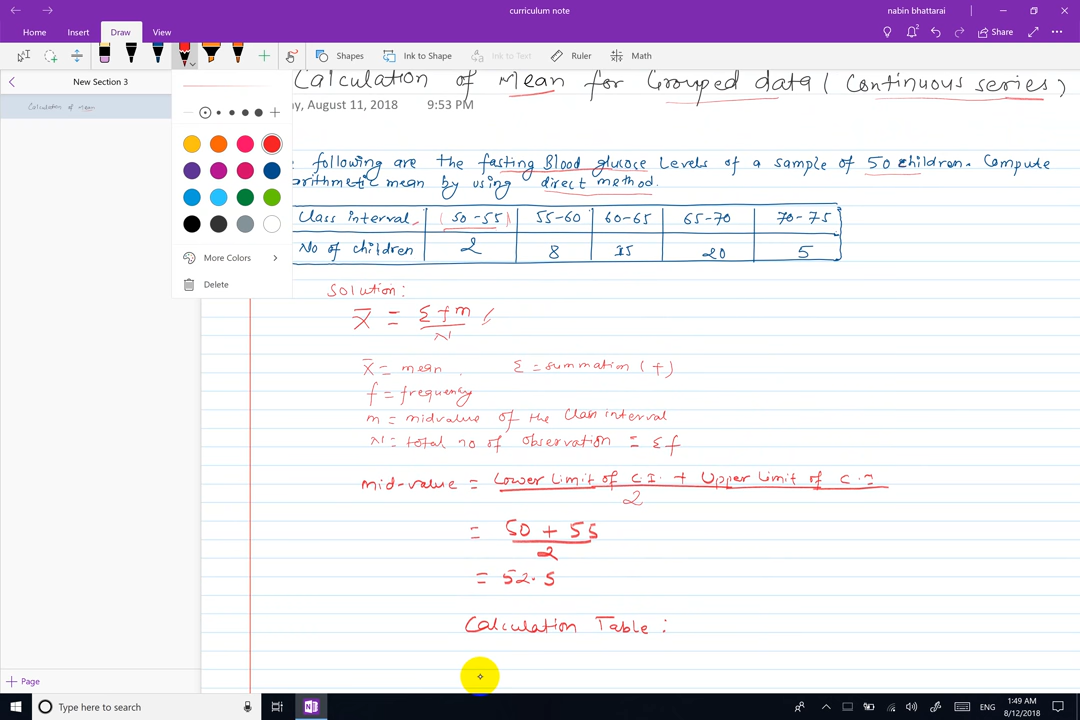 curriculum note
nabin bhattarai
Home Insert Draw View
Share
Shapes Ink to Shape Ink to Text Ruler Math
New Section 3
Calculation of Mean
More Colors
Delete
Page
Calculation of Mean for Grouped data ( Continuous series )
ay, August 11, 2018 9:53 PM
following are the fasting Blood glucose Levels of a sample of 50 children. Compute
arithmetic mean by using direct method.
Class interval ( 50-55 ) 55-60 60-65 65-70 70-75
No of children 2 8 15 20 5
Solution:
x̄ = Σfm / N
x̄ = mean Σ = summation (+)
f = frequency
m = midvalue of the Class interval
N = total no of observation = Σf
mid-value = Lower Limit of C.I. + Upper Limit of C.I
2
= 50 + 55
2
= 52.5
Calculation Table:
Type here to search
ENG
1:49 AM
8/12/2018